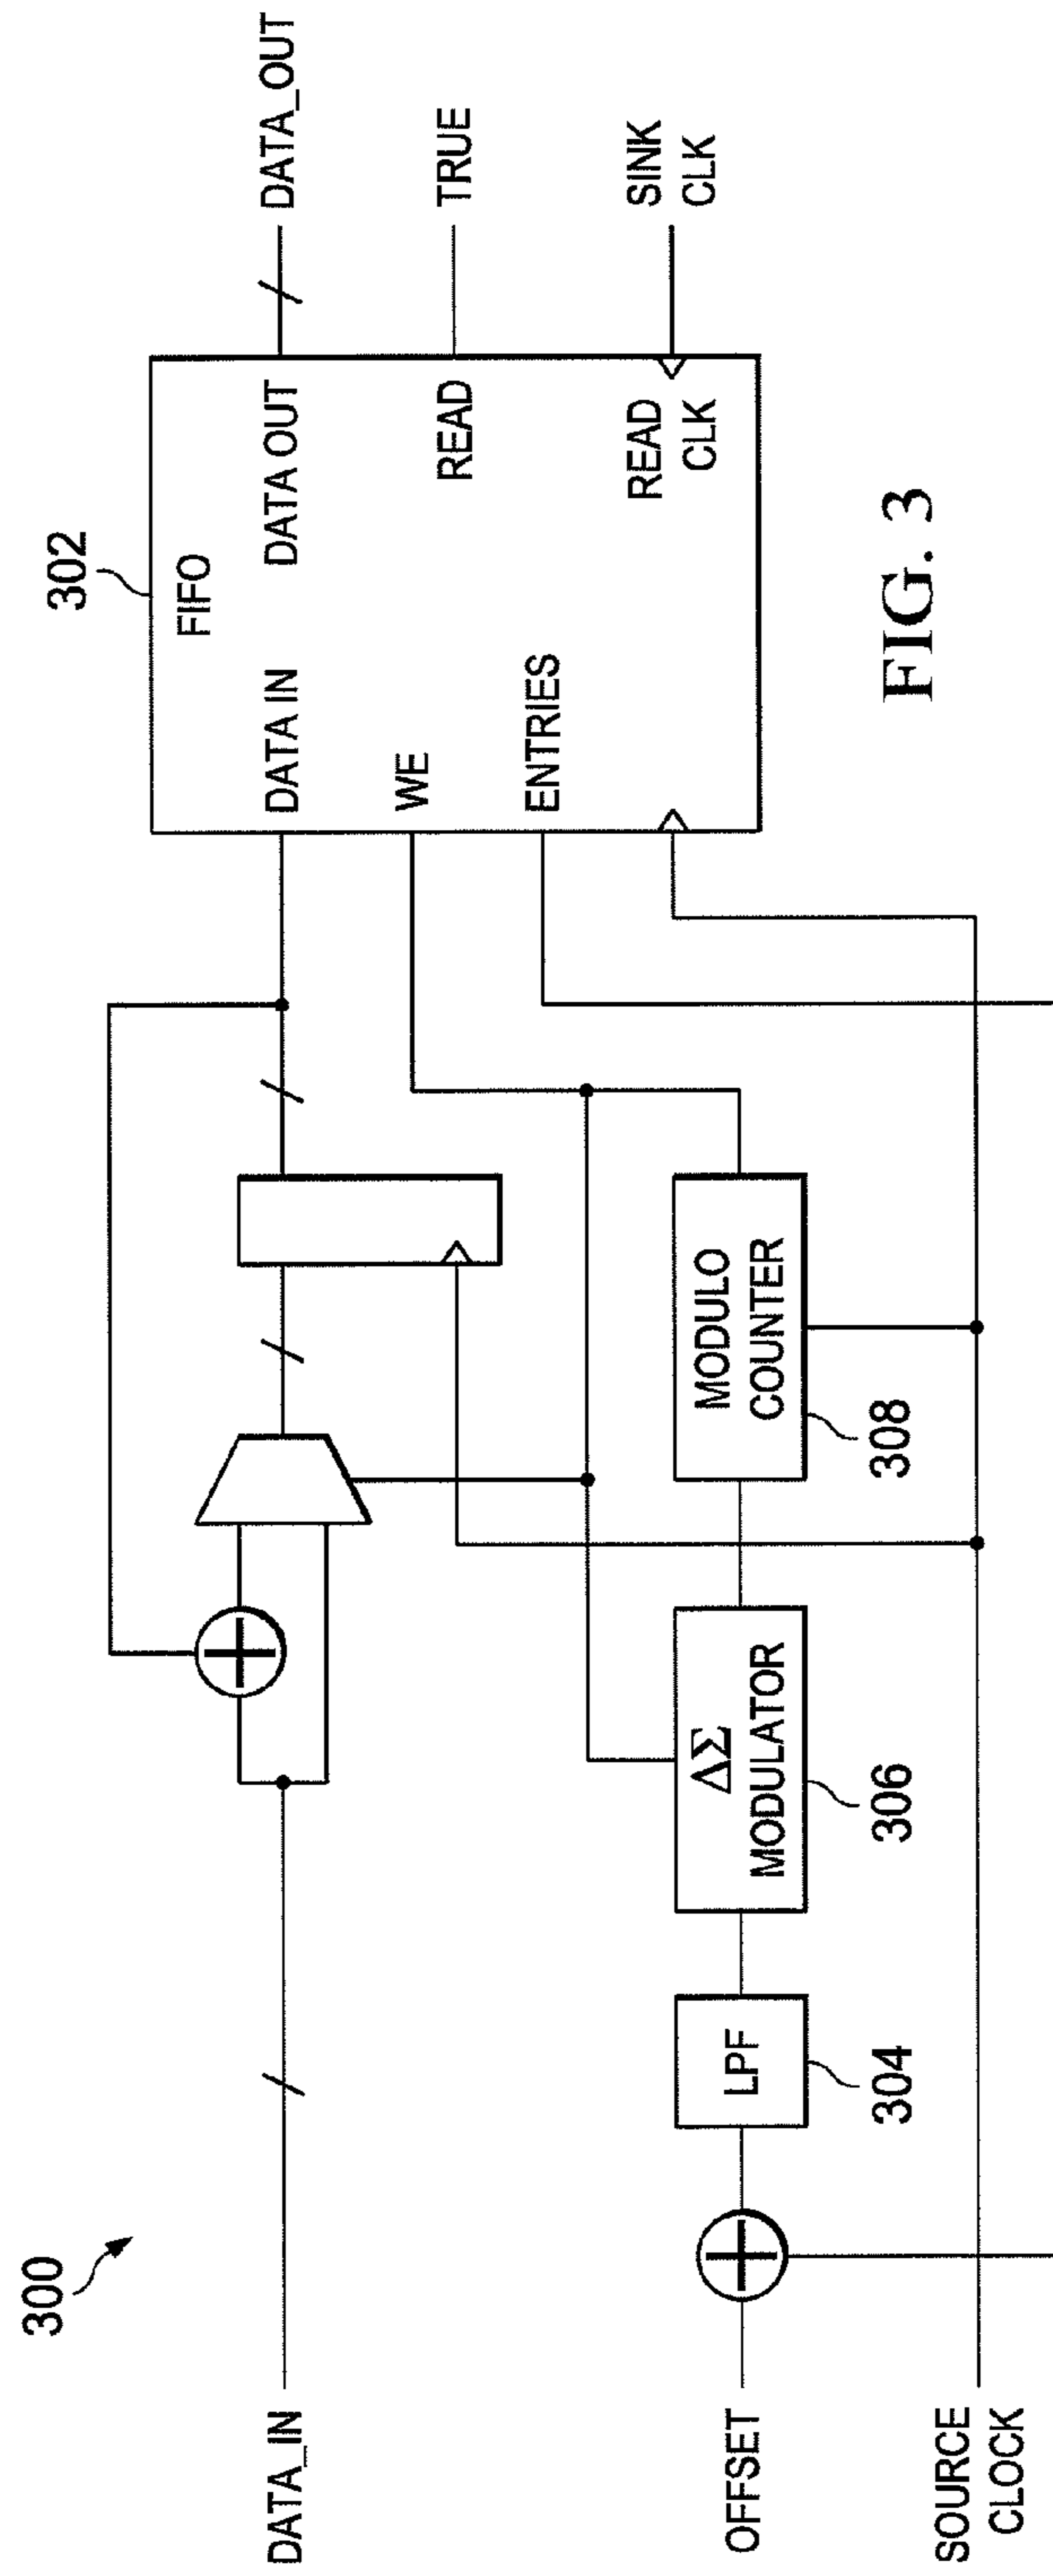 300
DATA_IN
302
FIFO
DATA IN
DATA OUT
DATA_OUT
WE
READ
TRUE
ENTRIES
READ
CLK
SINK
CLK
OFFSET
LPF
304
ΔΣ
MODULATOR
306
MODULO
COUNTER
308
SOURCE
CLOCK
FIG. 3